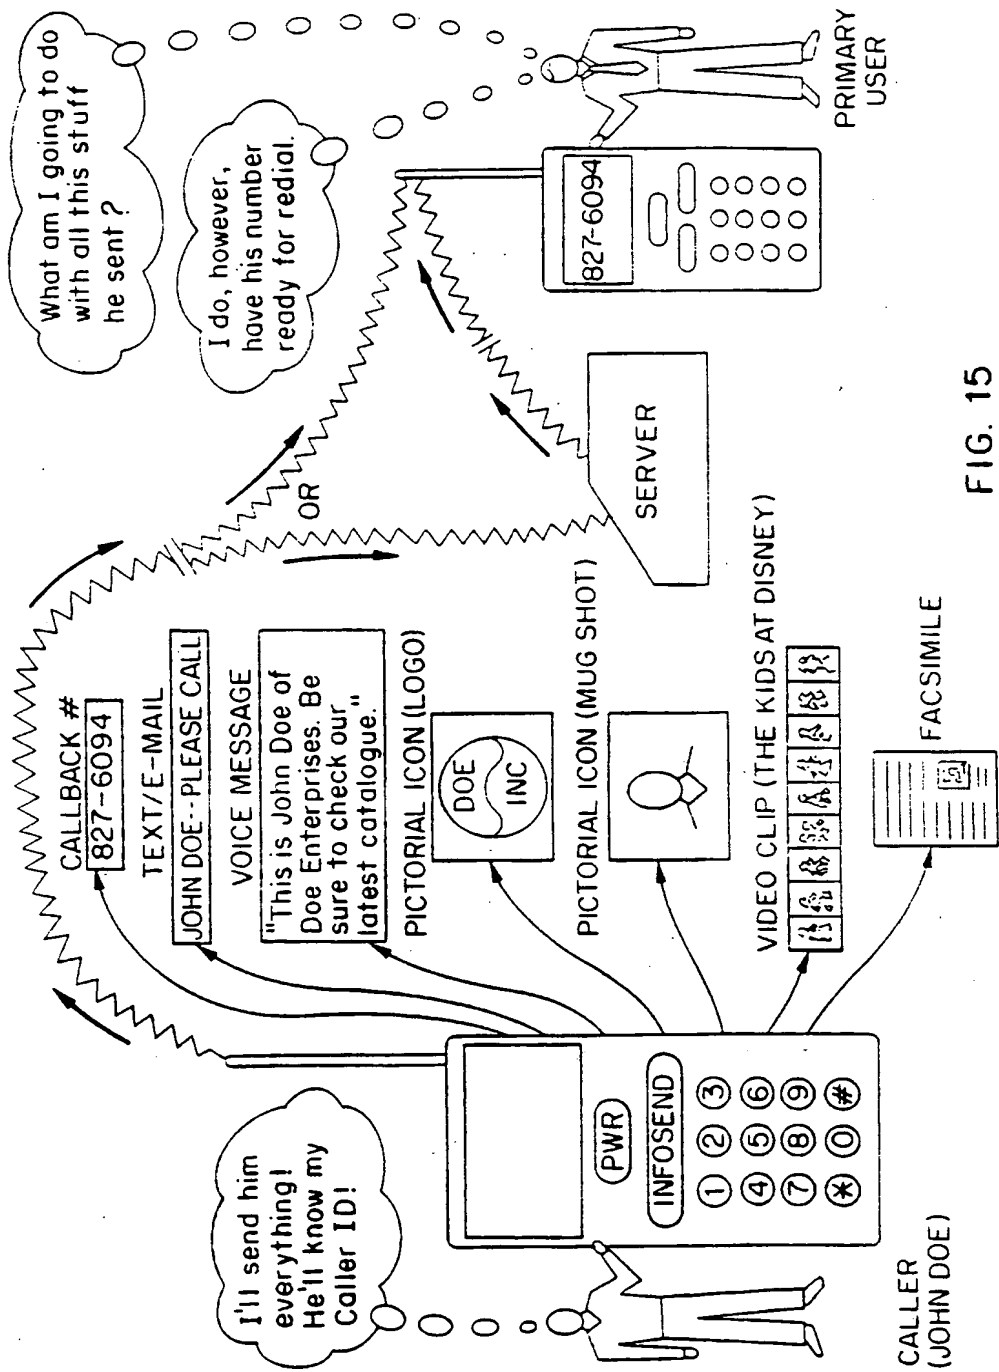 I'll send him
everything!
He'll know my
Caller ID!
CALLER
(JOHN DOE)
PWR
INFOSEND
1 2 3
4 5 6
7 8 9
* 0 #
CALLBACK #
827-6094
TEXT/E-MAIL
JOHN DOE--PLEASE CALL
VOICE MESSAGE
"This is John Doe of
Doe Enterprises. Be
sure to check our
latest catalogue."
PICTORIAL ICON (LOGO)
DOE
INC
PICTORIAL ICON (MUG SHOT)
VIDEO CLIP (THE KIDS AT DISNEY)
FACSIMILE
OR
SERVER
What am I going to do
with all this stuff
he sent?
I do, however,
have his number
ready for redial.
827-6094
PRIMARY
USER
FIG. 15